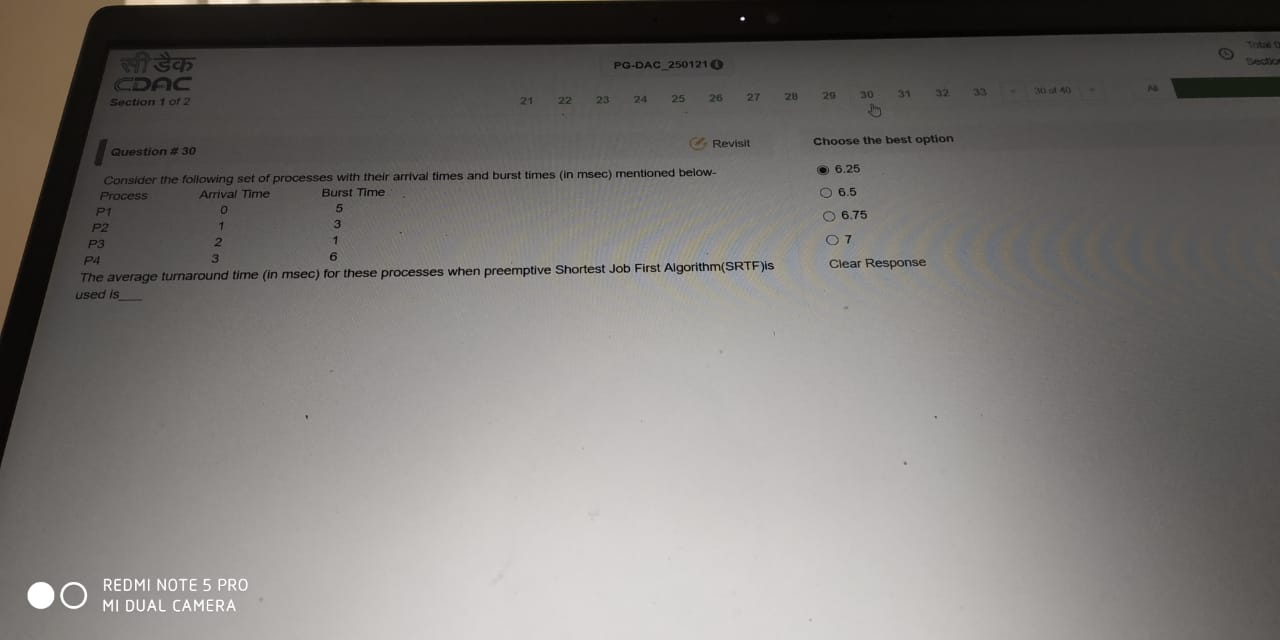 सी डैक
CDAC
Section 1 of 2
PG-DAC_250121
Total
21 22 23 24 25 26 27 28 29 30 31 32 33 30 of 40 All
Question # 30
Revisit
Consider the following set of processes with their arrival times and burst times (in msec) mentioned below-
Process Arrival Time Burst Time
P1 0 5
P2 1 3
P3 2 1
P4 3 6
The average turnaround time (in msec) for these processes when preemptive Shortest Job First Algorithm(SRTF)is
used is___
Choose the best option
6.25
6.5
6.75
7
Clear Response
REDMI NOTE 5 PRO
MI DUAL CAMERA